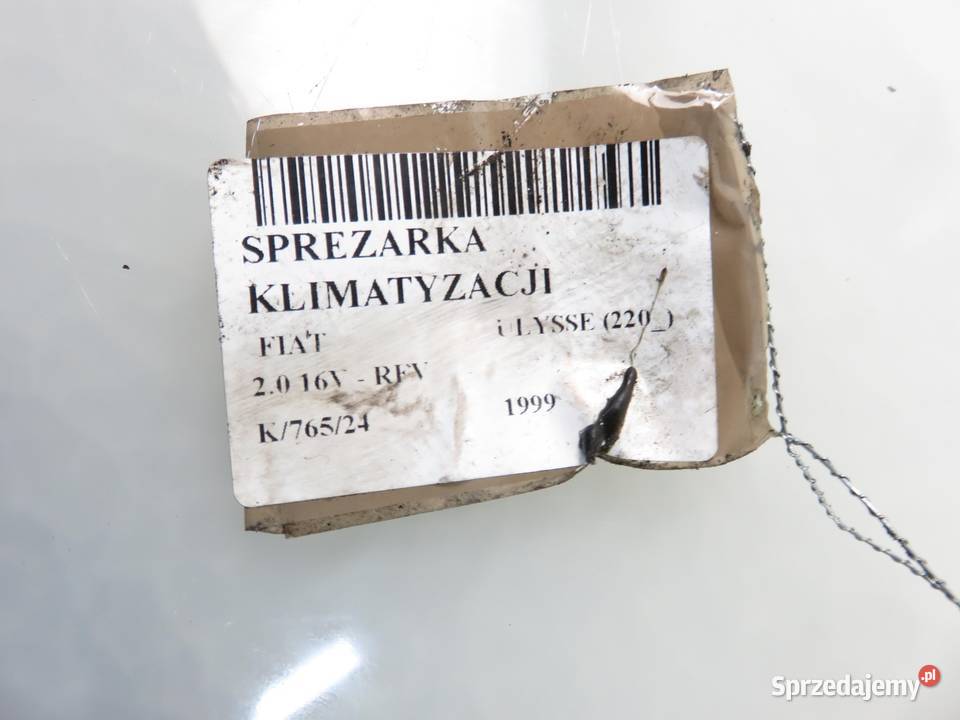 SPREZARKA
KLIMATYZACJI
FIAT ULYSSE (220_)
2.0 16V - RFV
K/765/24 1999
Sprzedajemy.pl